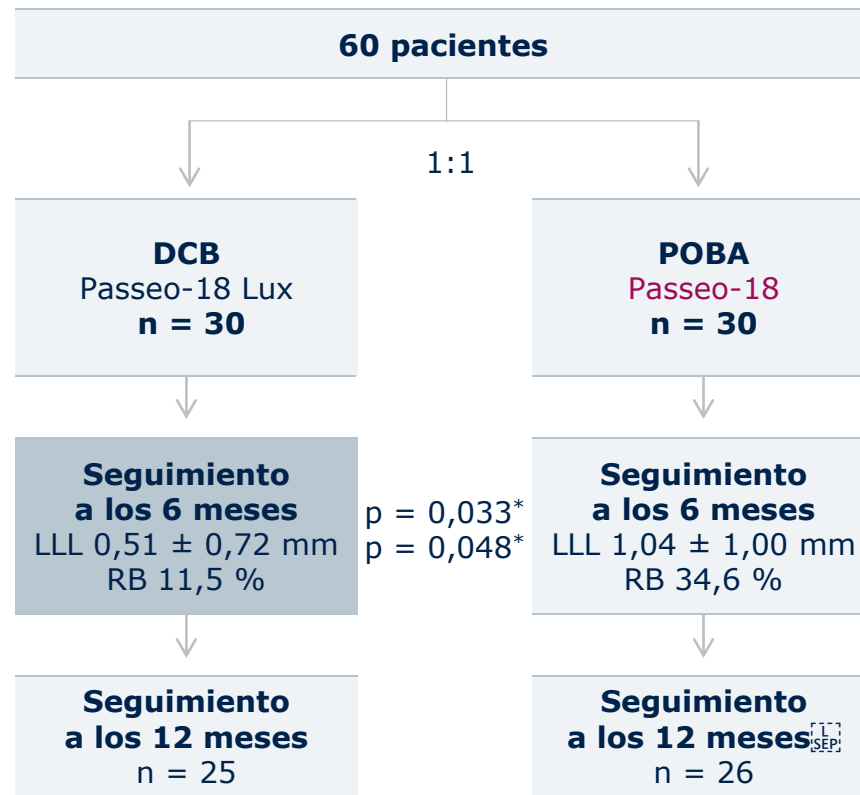 60 pacientes
1:1
DCB
Passeo-18 Lux
n = 30
POBA
Passeo-18
n = 30
Seguimiento
a los 6 meses
LLL 0,51 ± 0,72 mm
RB 11,5 %
p = 0,033*
p = 0,048*
Seguimiento
a los 6 meses
LLL 1,04 ± 1,00 mm
RB 34,6 %
Seguimiento
a los 12 meses
n = 25
Seguimiento
a los 12 meses L SEP
n = 26